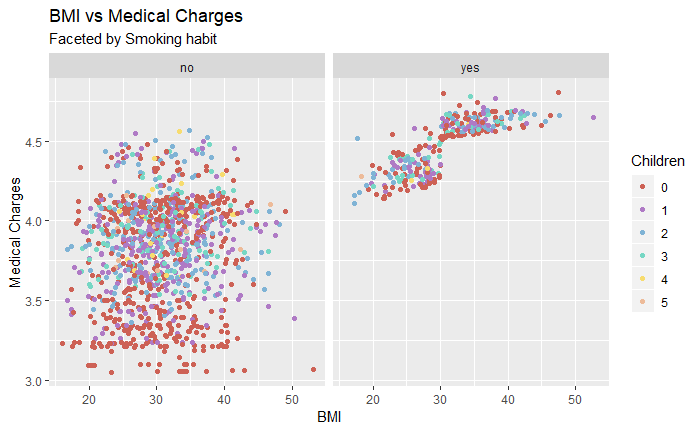 BMI vs Medical Charges
Faceted by Smoking habit
no
yes
Medical Charges
4.5
4.0
3.5
3.0
20 30 40 50
20 30 40 50
BMI
Children
0
1
2
3
4
5